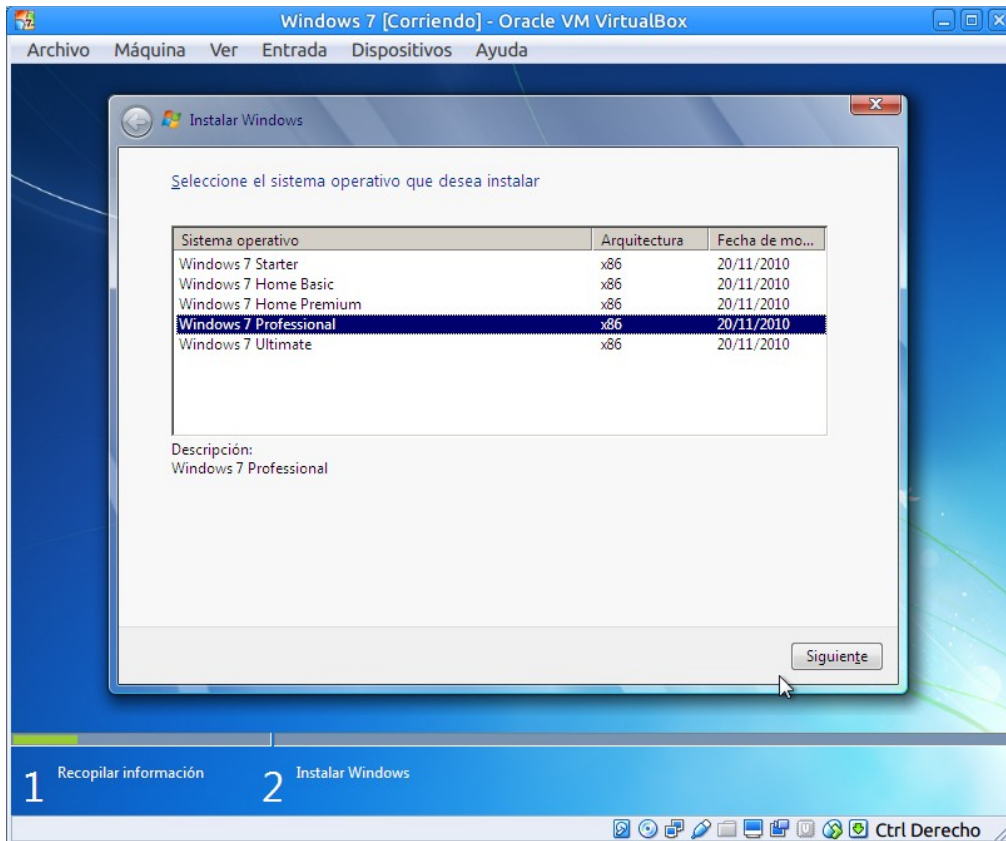 Windows 7 [Corriendo] - Oracle VM VirtualBox
Archivo Máquina Ver Entrada Dispositivos Ayuda
Instalar Windows
Seleccione el sistema operativo que desea instalar
Sistema operativo Arquitectura Fecha de mo...
Windows 7 Starter x86 20/11/2010
Windows 7 Home Basic x86 20/11/2010
Windows 7 Home Premium x86 20/11/2010
Windows 7 Professional x86 20/11/2010
Windows 7 Ultimate x86 20/11/2010
Descripción:
Windows 7 Professional
Siguiente
1 Recopilar información 2 Instalar Windows
Ctrl Derecho